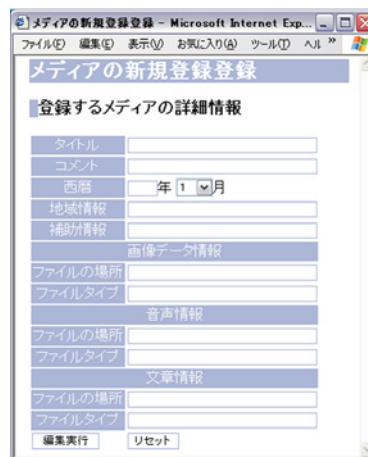 メディアの新規登録登録 - Microsoft Internet Exp...
ファイル(F) 編集(E) 表示(V) お気に入り(A) ツール(T) ヘル »
メディアの新規登録登録
登録するメディアの詳細情報
タイトル
コメント
西暦 年 1 月
地域情報
補助情報
画像データ情報
ファイルの場所
ファイルタイプ
音声情報
ファイルの場所
ファイルタイプ
文章情報
ファイルの場所
ファイルタイプ
編集実行 リセット